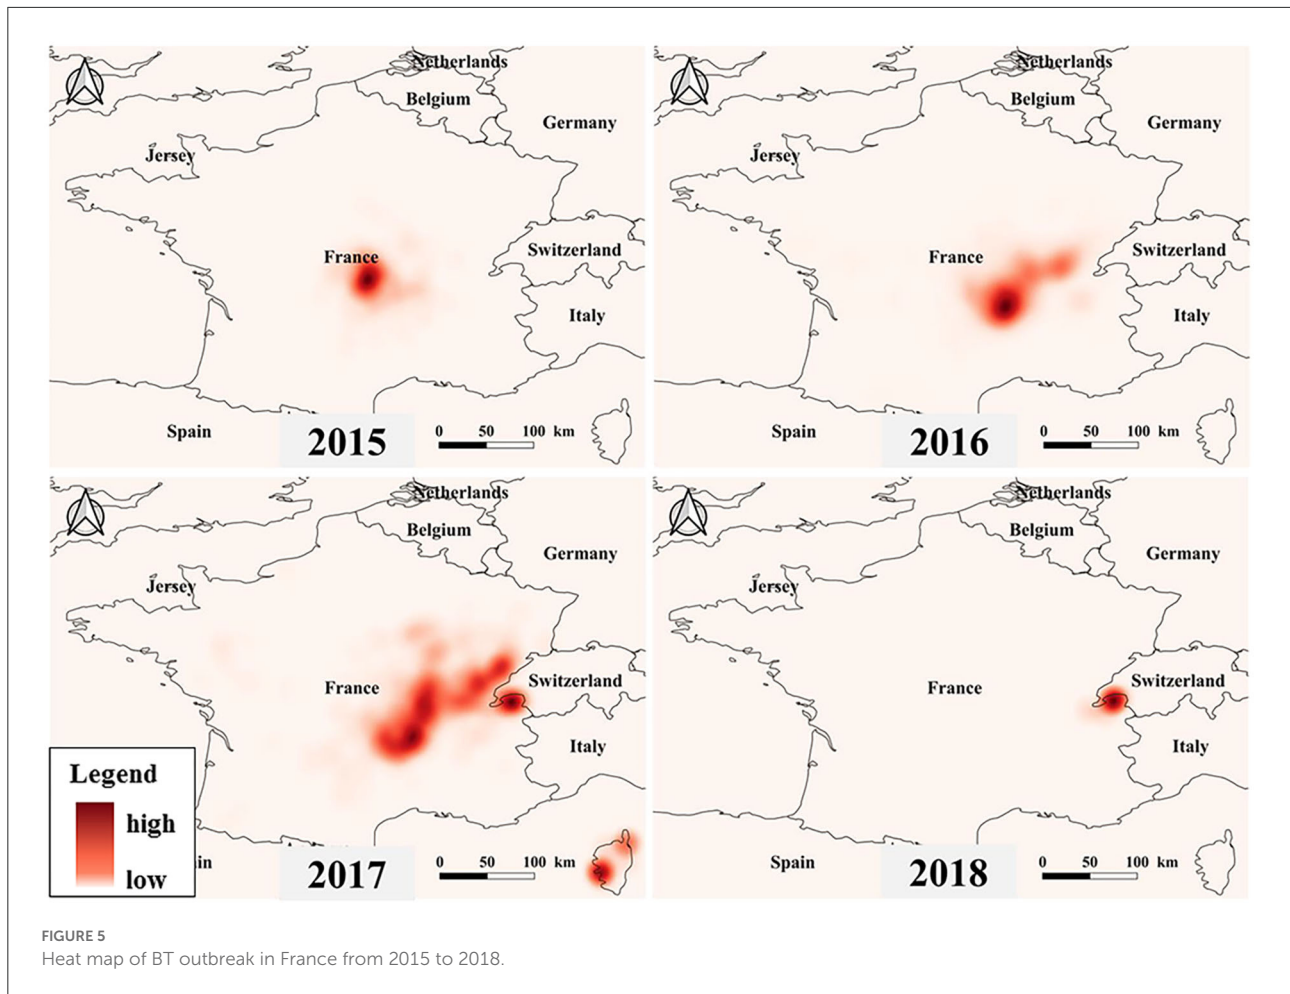 Netherlands
Belgium
Germany
Jersey
France
Switzerland
Italy
Spain
2015
0 50 100 km
Netherlands
Belgium
Germany
Jersey
France
Switzerland
Italy
Spain
2016
0 50 100 km
Netherlands
Belgium
Germany
Jersey
France
Switzerland
Italy
Legend
high
low
in
2017
0 50 100 km
Netherlands
Belgium
Germany
Jersey
France
Switzerland
Italy
Spain
2018
0 50 100 km
FIGURE 5
Heat map of BT outbreak in France from 2015 to 2018.